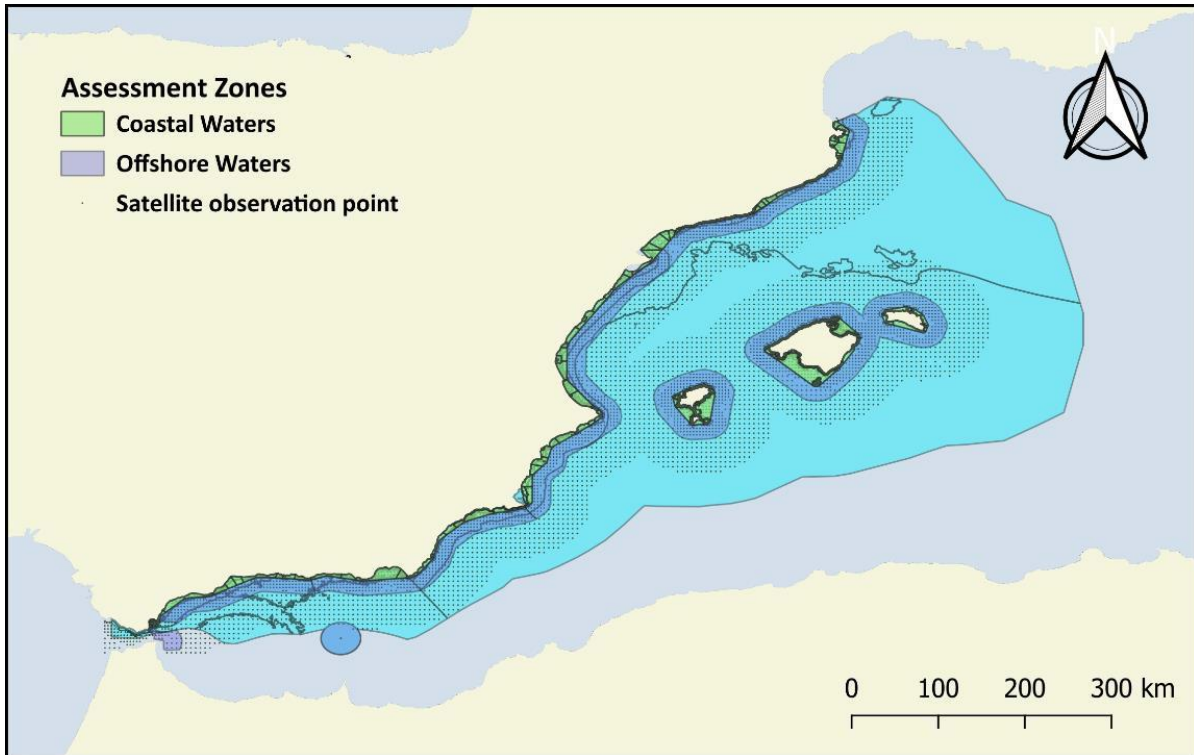 N
Assessment Zones
Coastal Waters
Offshore Waters
Satellite observation point
0 100 200 300 km